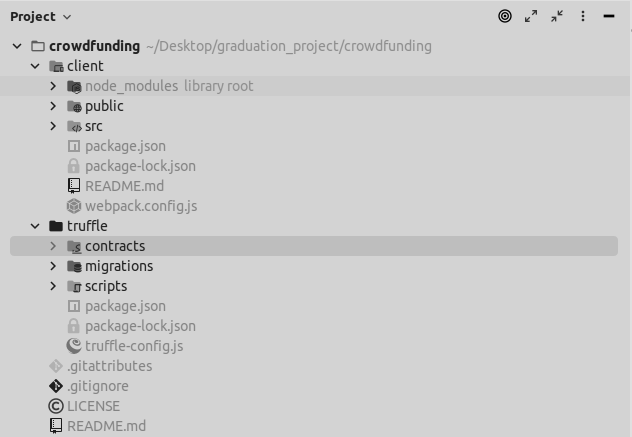 Project
crowdfunding ~/Desktop/graduation_project/crowdfunding
client
node_modules library root
public
src
package.json
package-lock.json
README.md
webpack.config.js
truffle
contracts
migrations
scripts
package.json
package-lock.json
truffle-config.js
.gitattributes
.gitignore
LICENSE
README.md